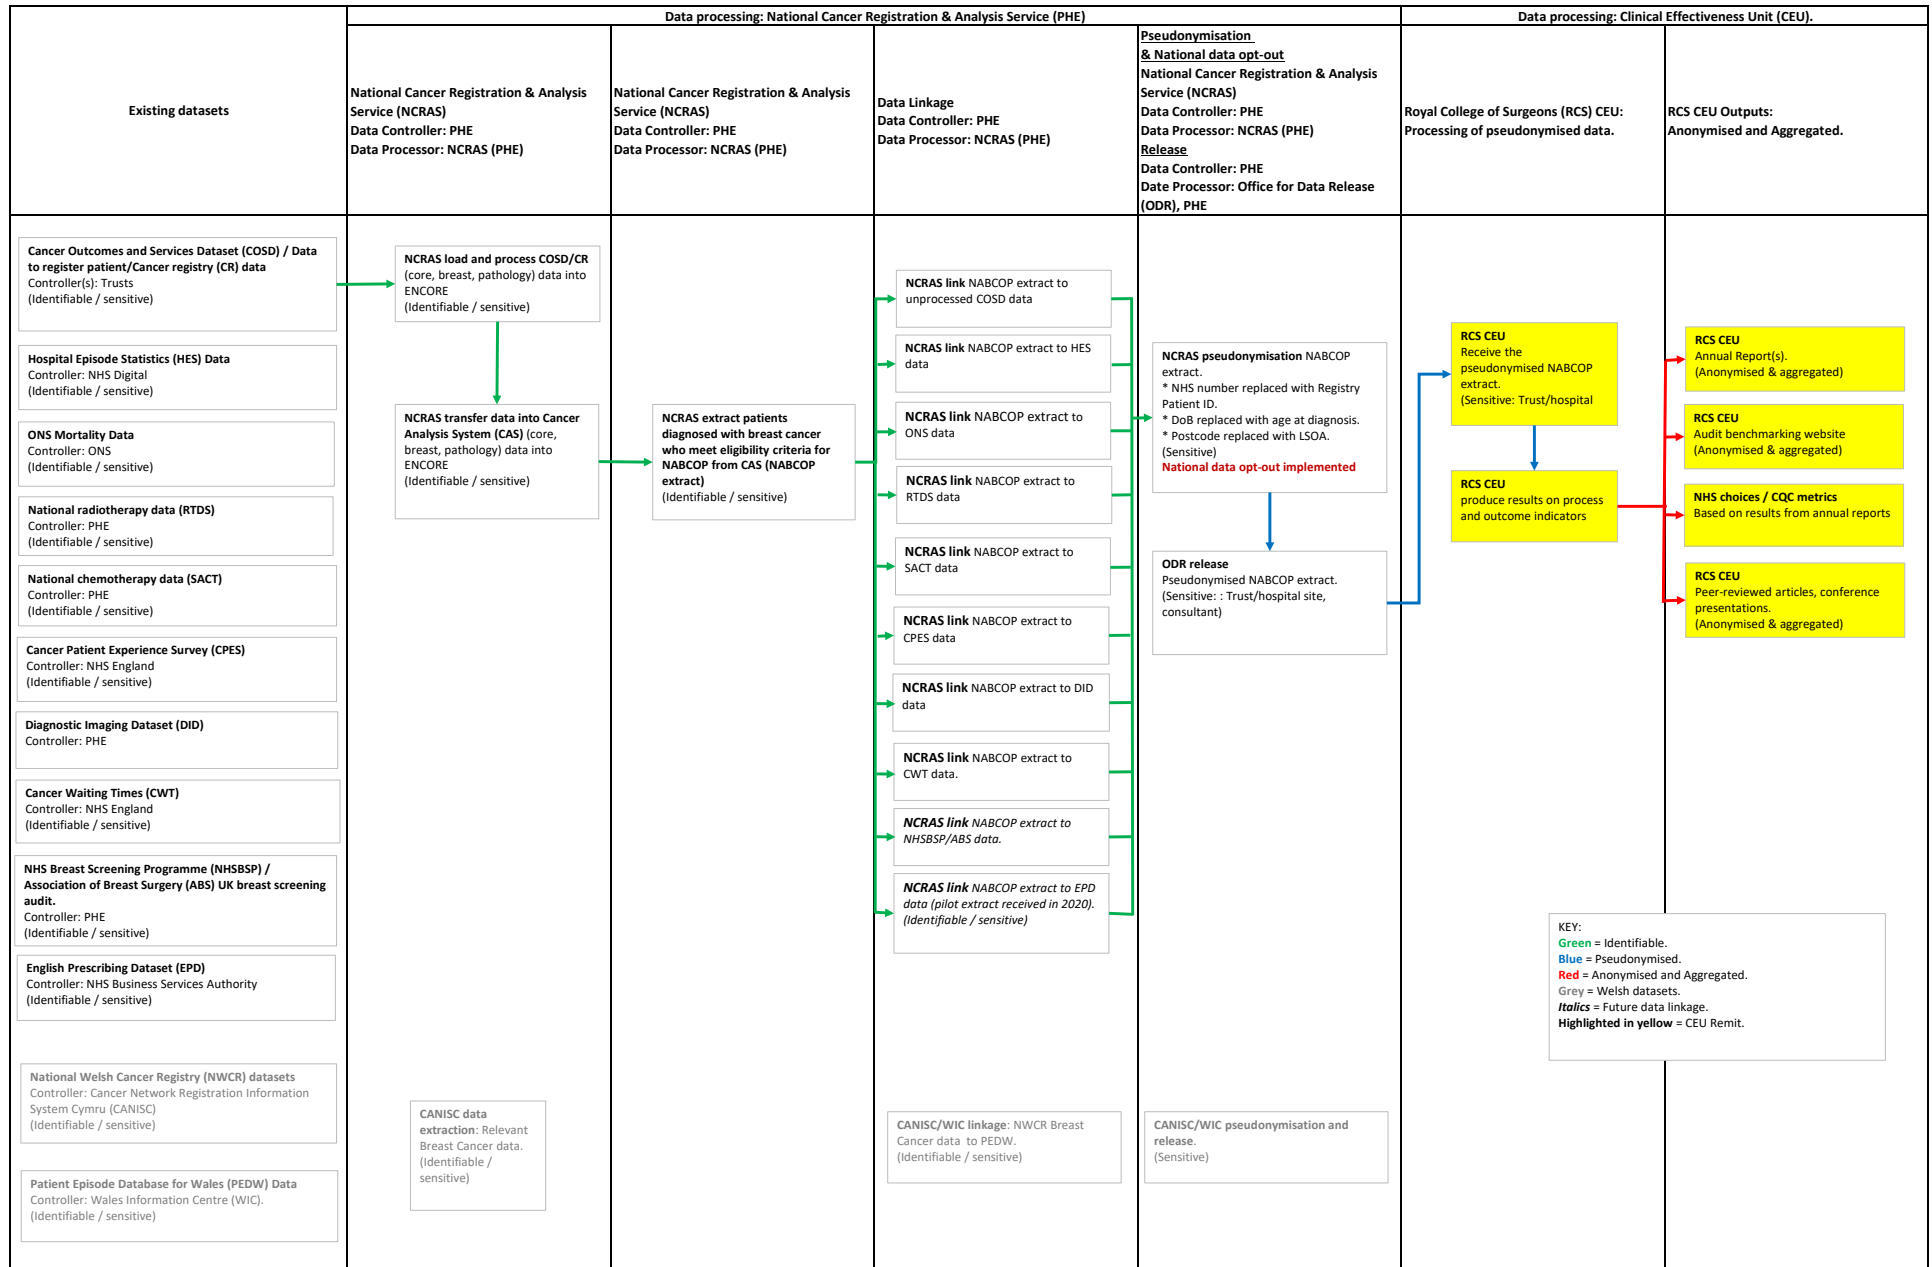 Data processing: National Cancer Registration & Analysis Service (PHE)
Data processing: Clinical Effectiveness Unit (CEU).
Existing datasets
National Cancer Registration & Analysis
Service (NCRAS)
Data Controller: PHE
Data Processor: NCRAS (PHE)
National Cancer Registration & Analysis
Service (NCRAS)
Data Controller: PHE
Data Processor: NCRAS (PHE)
Data Linkage
Data Controller: PHE
Data Processor: NCRAS (PHE)
Pseudonymisation
& National data opt-out
National Cancer Registration & Analysis
Service (NCRAS)
Data Controller: PHE
Data Processor: NCRAS (PHE)
Release
Data Controller: PHE
Date Processor: Office for Data Release
(ODR), PHE
Royal College of Surgeons (RCS) CEU:
Processing of pseudonymised data.
RCS CEU Outputs:
Anonymised and Aggregated.
Cancer Outcomes and Services Dataset (COSD) / Data
to register patient/Cancer registry (CR) data
Controller(s): Trusts
(Identifiable / sensitive)
Hospital Episode Statistics (HES) Data
Controller: NHS Digital
(Identifiable / sensitive)
ONS Mortality Data
Controller: ONS
(Identifiable / sensitive)
National radiotherapy data (RTDS)
Controller: PHE
(Identifiable / sensitive)
National chemotherapy data (SACT)
Controller: PHE
(Identifiable / sensitive)
Cancer Patient Experience Survey (CPES)
Controller: NHS England
(Identifiable / sensitive)
Diagnostic Imaging Dataset (DID)
Controller: PHE
Cancer Waiting Times (CWT)
Controller: NHS England
(Identifiable / sensitive)
NHS Breast Screening Programme (NHSBSP) /
Association of Breast Surgery (ABS) UK breast screening
audit.
Controller: PHE
(Identifiable / sensitive)
English Prescribing Dataset (EPD)
Controller: NHS Business Services Authority
(Identifiable / sensitive)
National Welsh Cancer Registry (NWCR) datasets
Controller: Cancer Network Registration Information
System Cymru (CANISC)
(Identifiable / sensitive)
Patient Episode Database for Wales (PEDW) Data
Controller: Wales Information Centre (WIC).
(Identifiable / sensitive)
NCRAS load and process COSD/CR
(core, breast, pathology) data into
ENCORE
(Identifiable / sensitive)
NCRAS transfer data into Cancer
Analysis System (CAS) (core,
breast, pathology) data into
ENCORE
(Identifiable / sensitive)
CANISC data
extraction: Relevant
Breast Cancer data.
(Identifiable /
sensitive)
NCRAS extract patients
diagnosed with breast cancer
who meet eligibility criteria for
NABCOP from CAS (NABCOP
extract)
(Identifiable / sensitive)
NCRAS link NABCOP extract to
unprocessed COSD data
NCRAS link NABCOP extract to HES
data
NCRAS link NABCOP extract to
ONS data
NCRAS link NABCOP extract to
RTDS data
NCRAS link NABCOP extract to
SACT data
NCRAS link NABCOP extract to
CPES data
NCRAS link NABCOP extract to DID
data
NCRAS link NABCOP extract to
CWT data.
NCRAS link NABCOP extract to
NHSBSP/ABS data.
NCRAS link NABCOP extract to EPD
data (pilot extract received in 2020).
(Identifiable / sensitive)
CANISC/WIC linkage: NWCR Breast
Cancer data to PEDW.
(Identifiable / sensitive)
NCRAS pseudonymisation NABCOP
extract.
* NHS number replaced with Registry
Patient ID.
* DoB replaced with age at diagnosis.
* Postcode replaced with LSOA.
(Sensitive)
National data opt-out implemented
ODR release
Pseudonymised NABCOP extract.
(Sensitive: : Trust/hospital site,
consultant)
CANISC/WIC pseudonymisation and
release.
(Sensitive)
RCS CEU
Receive the
pseudonymised NABCOP
extract.
(Sensitive: Trust/hospital
RCS CEU
produce results on process
and outcome indicators
RCS CEU
Annual Report(s).
(Anonymised & aggregated)
RCS CEU
Audit benchmarking website
(Anonymised & aggregated)
NHS choices / CQC metrics
Based on results from annual reports
RCS CEU
Peer-reviewed articles, conference
presentations.
(Anonymised & aggregated)
KEY:
Green = Identifiable.
Blue = Pseudonymised.
Red = Anonymised and Aggregated.
Grey = Welsh datasets.
Italics = Future data linkage.
Highlighted in yellow = CEU Remit.